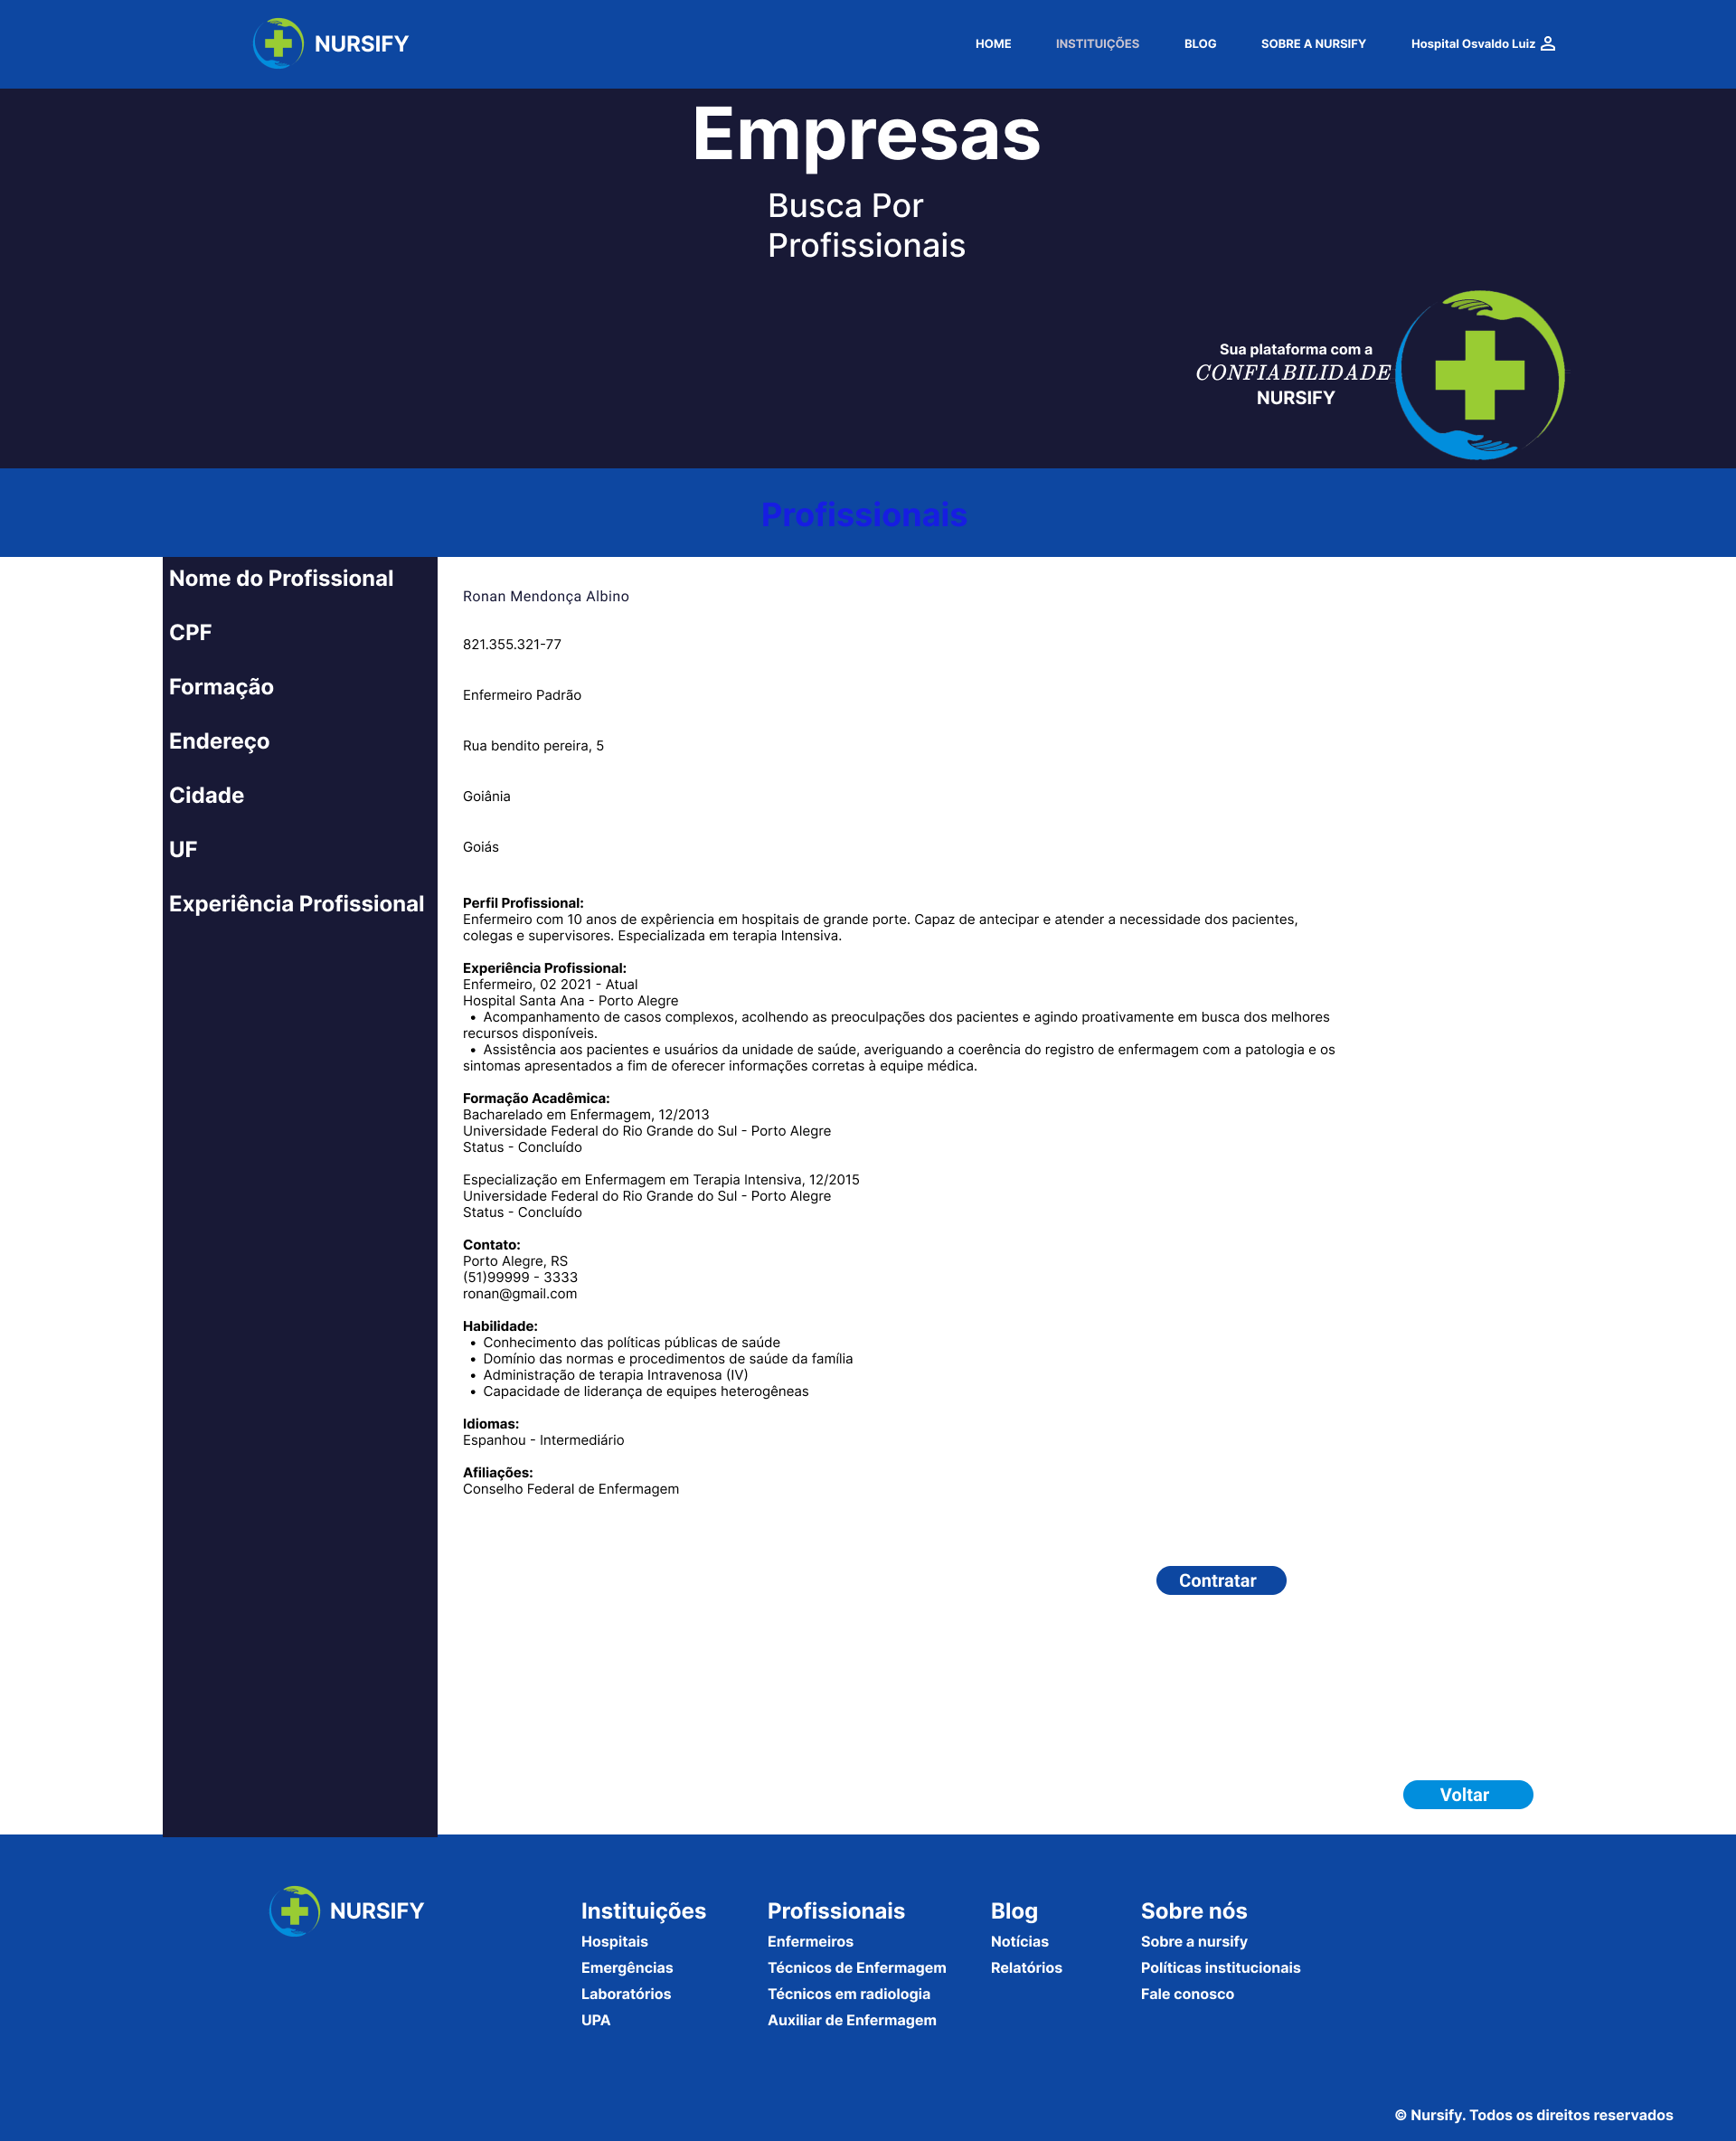 NURSIFY
HOME INSTITUIÇÕES BLOG SOBRE A NURSIFY Hospital Osvaldo Luiz
Empresas
Busca Por
Profissionais
Sua plataforma com a
CONFIABILIDADE
NURSIFY
Profissionais
Nome do Profissional
Ronan Mendonça Albino
CPF
821.355.321-77
Formação
Enfermeiro Padrão
Endereço
Rua bendito pereira, 5
Cidade
Goiânia
UF
Goiás
Experiência Profissional
Perfil Profissional:
Enfermeiro com 10 anos de expêriencia em hospitais de grande porte. Capaz de antecipar e atender a necessidade dos pacientes,
colegas e supervisores. Especializada em terapia Intensiva.
Experiência Profissional:
Enfermeiro, 02 2021 - Atual
Hospital Santa Ana - Porto Alegre
• Acompanhamento de casos complexos, acolhendo as preoculpações dos pacientes e agindo proativamente em busca dos melhores
recursos disponíveis.
• Assistência aos pacientes e usuários da unidade de saúde, averiguando a coerência do registro de enfermagem com a patologia e os
sintomas apresentados a fim de oferecer informações corretas à equipe médica.
Formação Acadêmica:
Bacharelado em Enfermagem, 12/2013
Universidade Federal do Rio Grande do Sul - Porto Alegre
Status - Concluído
Especialização em Enfermagem em Terapia Intensiva, 12/2015
Universidade Federal do Rio Grande do Sul - Porto Alegre
Status - Concluído
Contato:
Porto Alegre, RS
(51)99999 - 3333
ronan@gmail.com
Habilidade:
• Conhecimento das políticas públicas de saúde
• Domínio das normas e procedimentos de saúde da família
• Administração de terapia Intravenosa (IV)
• Capacidade de liderança de equipes heterogêneas
Idiomas:
Espanhou - Intermediário
Afiliações:
Conselho Federal de Enfermagem
Contratar
Voltar
NURSIFY
Instituições
Hospitais
Emergências
Laboratórios
UPA
Profissionais
Enfermeiros
Técnicos de Enfermagem
Técnicos em radiologia
Auxiliar de Enfermagem
Blog
Notícias
Relatórios
Sobre nós
Sobre a nursify
Políticas institucionais
Fale conosco
© Nursify. Todos os direitos reservados